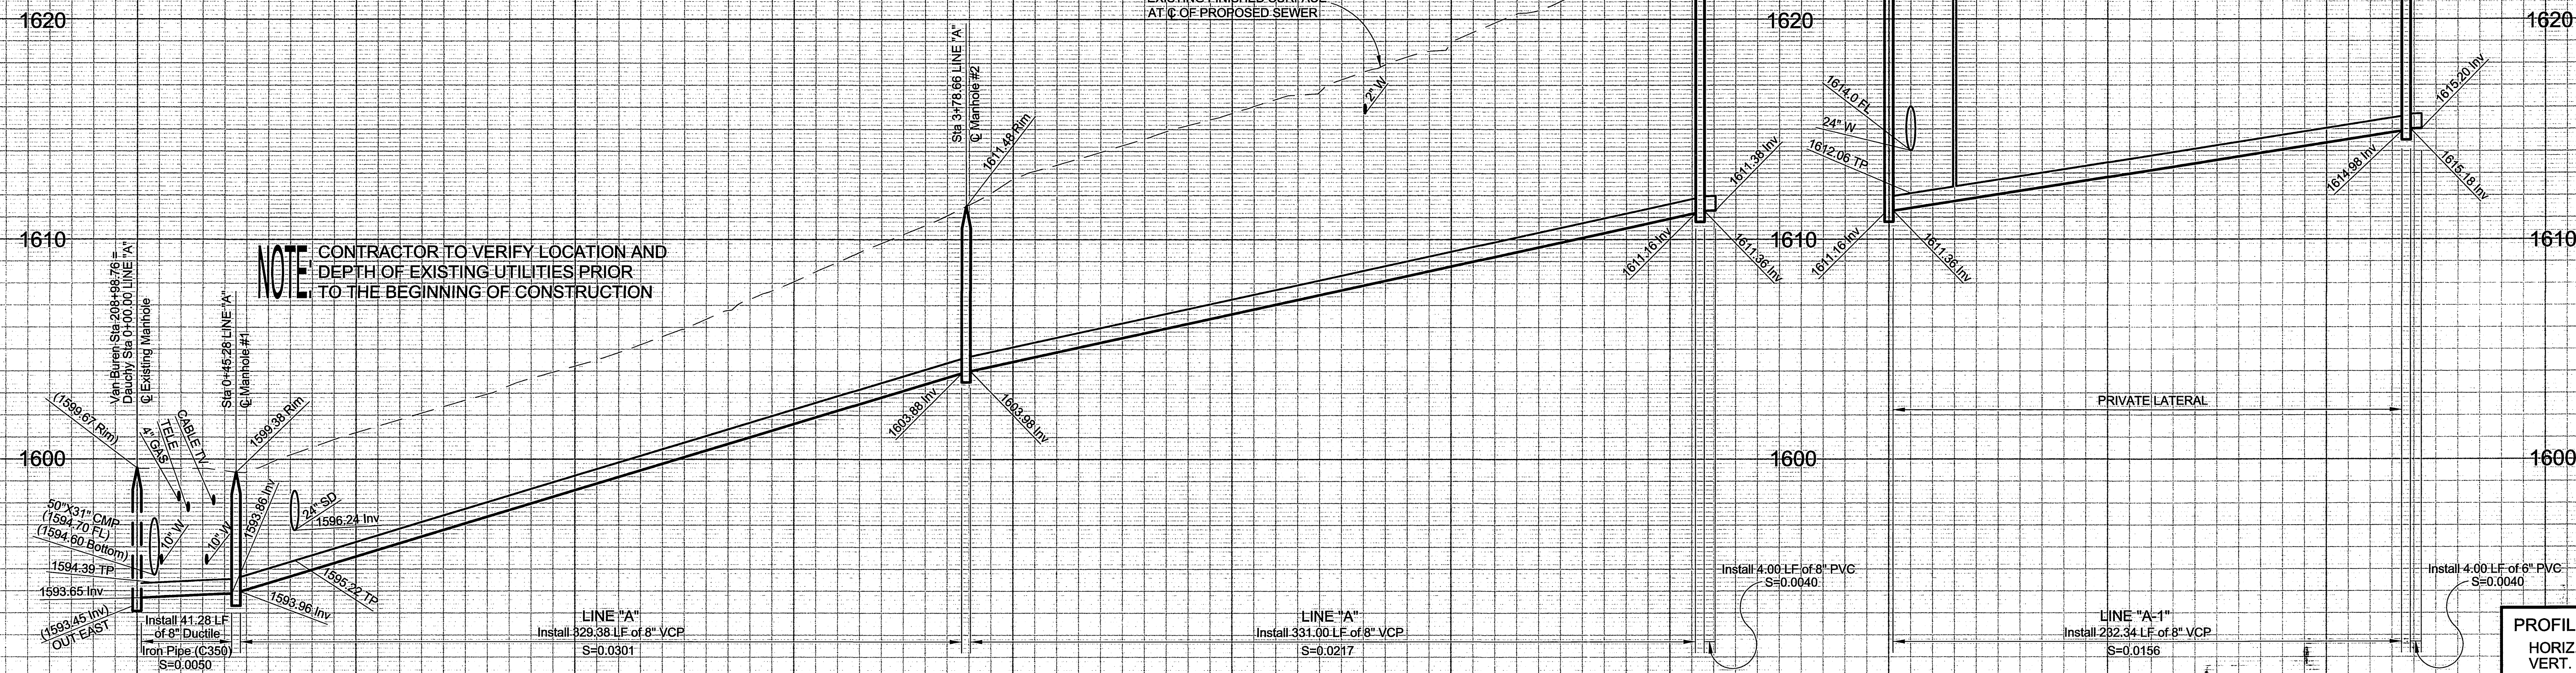 1620
1610
1600
EXISTING FINISHED SURFACE
AT ℄ OF PROPOSED SEWER
NOTE:
CONTRACTOR TO VERIFY LOCATION AND
DEPTH OF EXISTING UTILITIES PRIOR
TO THE BEGINNING OF CONSTRUCTION
Van Buren Sta 208+98.76 =
Dauchy Sta 0+00.00 LINE "A"
℄ Existing Manhole
Sta 0+45.28 LINE "A"
℄ Manhole #1
(1599.67 Rim)
4" GAS
TELE
CABLE TV
1599.38 Rim
50"X31" CMP
(1594.70 FL)
(1594.60 Bottom)
10" W
10" W
1593.86 Inv
24" SD
1596.24 Inv
1594.39 TP
1593.65 Inv
(1593.45 Inv)
OUT EAST
1595.22 TP
1593.96 Inv
Install 41.28 LF
of 8" Ductile
Iron Pipe (C350)
S=0.0050
LINE "A"
Install 329.38 LF of 8" VCP
S=0.0301
Sta 3+78.66 LINE "A"
℄ Manhole #2
1611.48 Rim
1603.88 Inv
1603.98 Inv
2" W
LINE "A"
Install 331.00 LF of 8" VCP
S=0.0217
1611.38 Inv
1611.16 Inv
1611.36 Inv
Install 4.00 LF of 8" PVC
S=0.0040
1620
1610
1600
1614.0 FL
24" W
1612.06 TP
1611.16 Inv
1611.36 Inv
PRIVATE LATERAL
LINE "A-1"
Install 232.34 LF of 8" VCP
S=0.0156
1615.20 Inv
1614.98 Inv
1615.18 Inv
Install 4.00 LF of 6" PVC
S=0.0040
1620
1610
1600
PROFIL
HORIZ.
VERT.